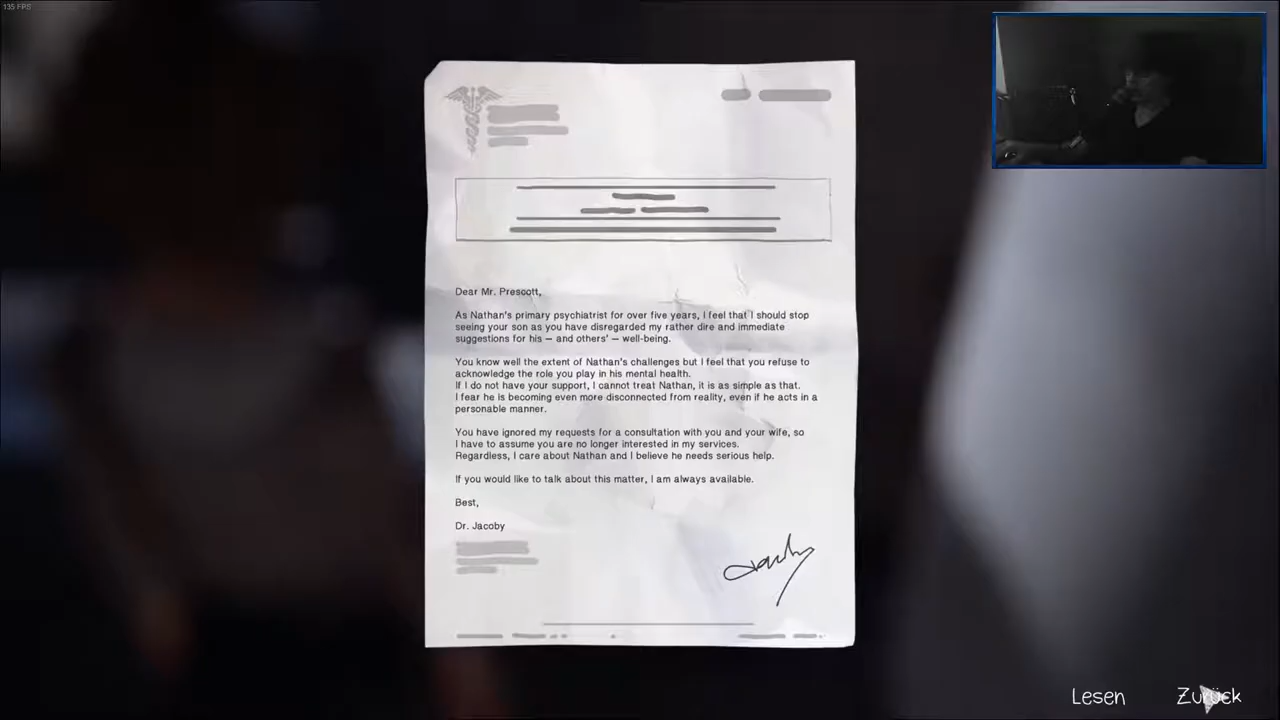 135 FPS
Dear Mr. Prescott,
As Nathan's primary psychiatrist for over five years, I feel that I should stop
seeing your son as you have disregarded my rather dire and immediate
suggestions for his — and others' — well-being.
You know well the extent of Nathan's challenges but I feel that you refuse to
acknowledge the role you play in his mental health.
If I do not have your support, I cannot treat Nathan, it is as simple as that.
I fear he is becoming even more disconnected from reality, even if he acts in a
personable manner.
You have ignored my requests for a consultation with you and your wife, so
I have to assume you are no longer interested in my services.
Regardless, I care about Nathan and I believe he needs serious help.
If you would like to talk about this matter, I am always available.
Best,
Dr. Jacoby
Lesen Zurück